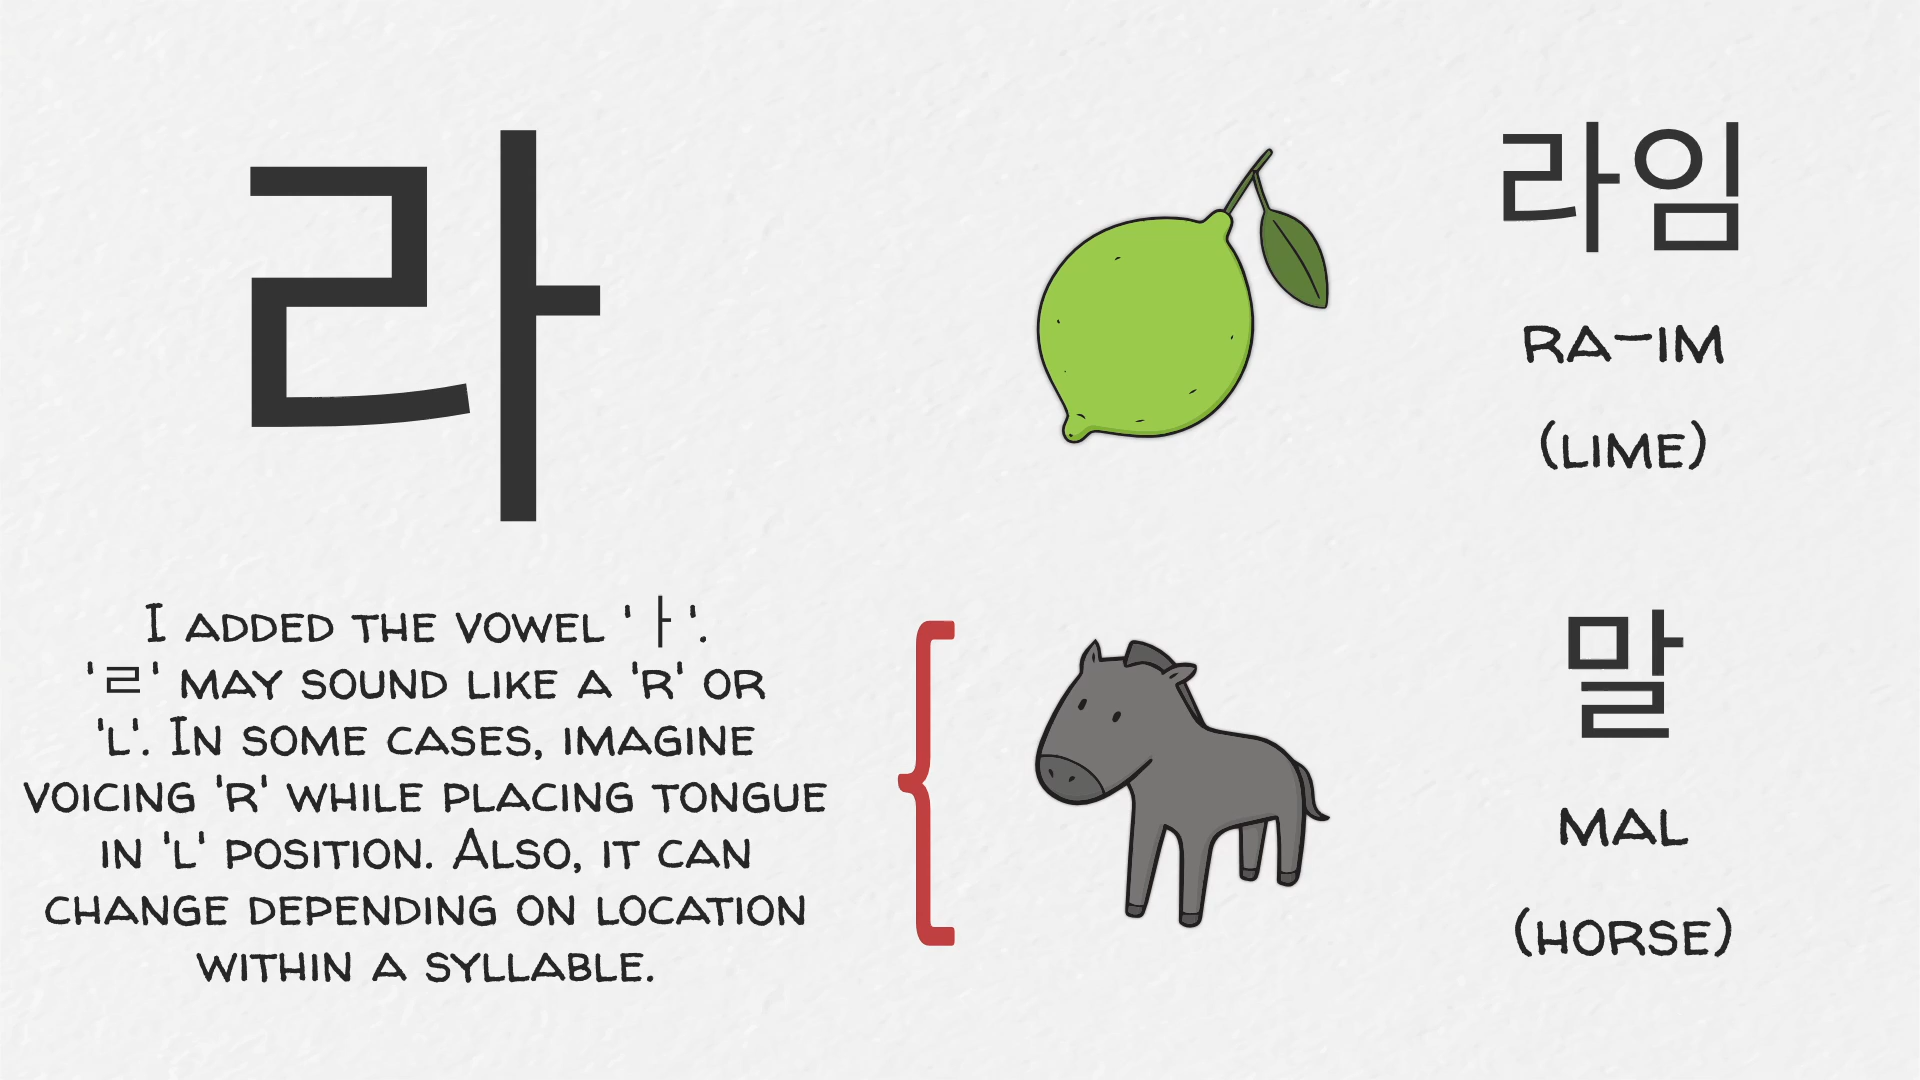 라
I added the vowel 'ㅏ'.
'ㄹ' may sound like a 'r' or
'l'. In some cases, imagine
voicing 'r' while placing tongue
in 'l' position. Also, it can
change depending on location
within a syllable.
라임
ra-im
(lime)
말
mal
(horse)